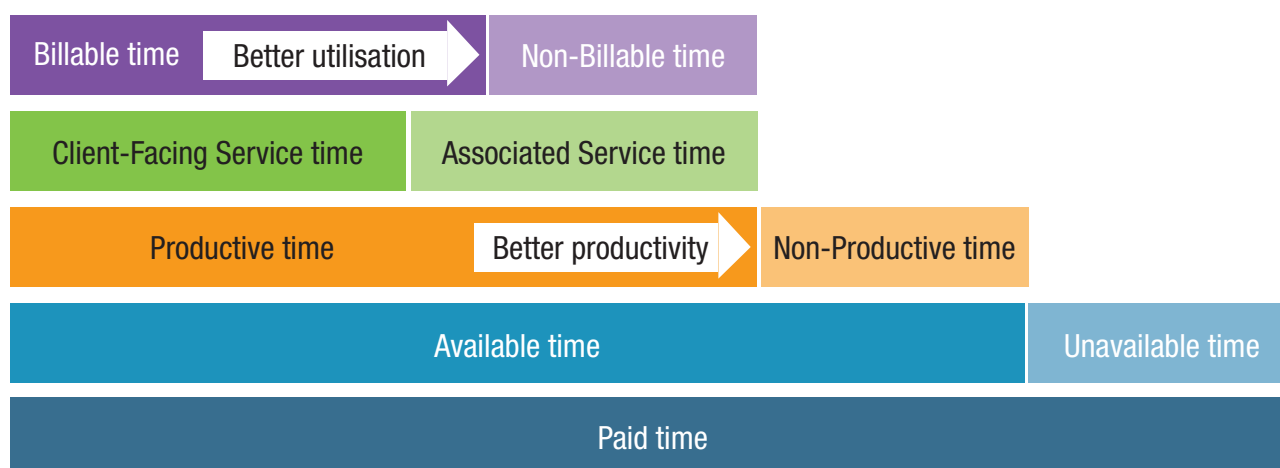 Billable time
Better utilisation
Non-Billable time
Client-Facing Service time
Associated Service time
Productive time
Better productivity
Non-Productive time
Available time
Unavailable time
Paid time